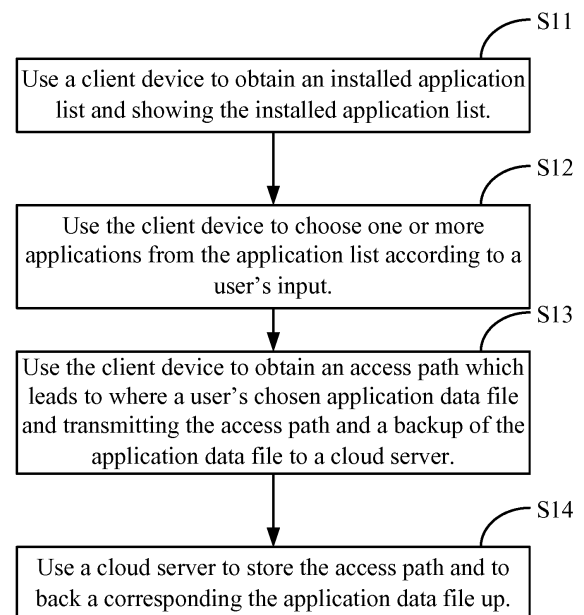 S11
Use a client device to obtain an installed application
list and showing the installed application list.
S12
Use the client device to choose one or more
applications from the application list according to a
user's input.
S13
Use the client device to obtain an access path which
leads to where a user's chosen application data file
and transmitting the access path and a backup of the
application data file to a cloud server.
S14
Use a cloud server to store the access path and to
back a corresponding the application data file up.